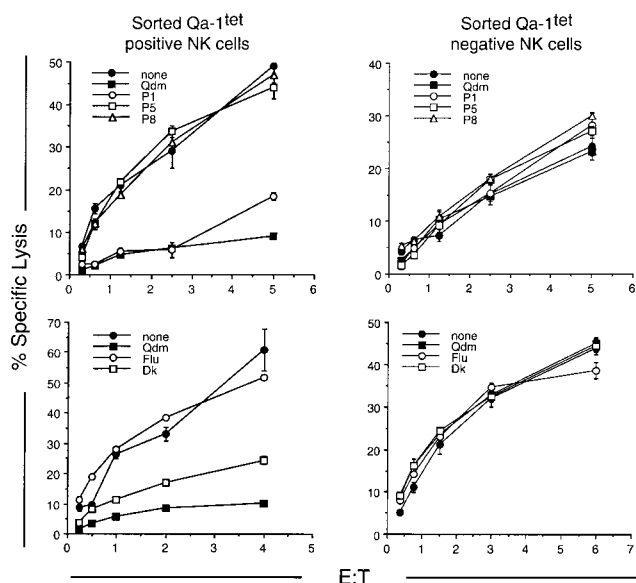 Sorted Qa-1tet
positive NK cells
Sorted Qa-1tet
negative NK cells
% Specific Lysis
50
40
30
20
10
0
none
Qdm
P1
P5
P8
0 1 2 3 4 5 6
40
30
20
10
0
none
Qdm
P1
P5
P8
0 1 2 3 4 5 6
70
60
50
40
30
20
10
0
none
Qdm
Flu
Dk
0 1 2 3 4 5
50
40
30
20
10
0
none
Qdm
Flu
Dk
0 1 2 3 4 5 6 7
E:T